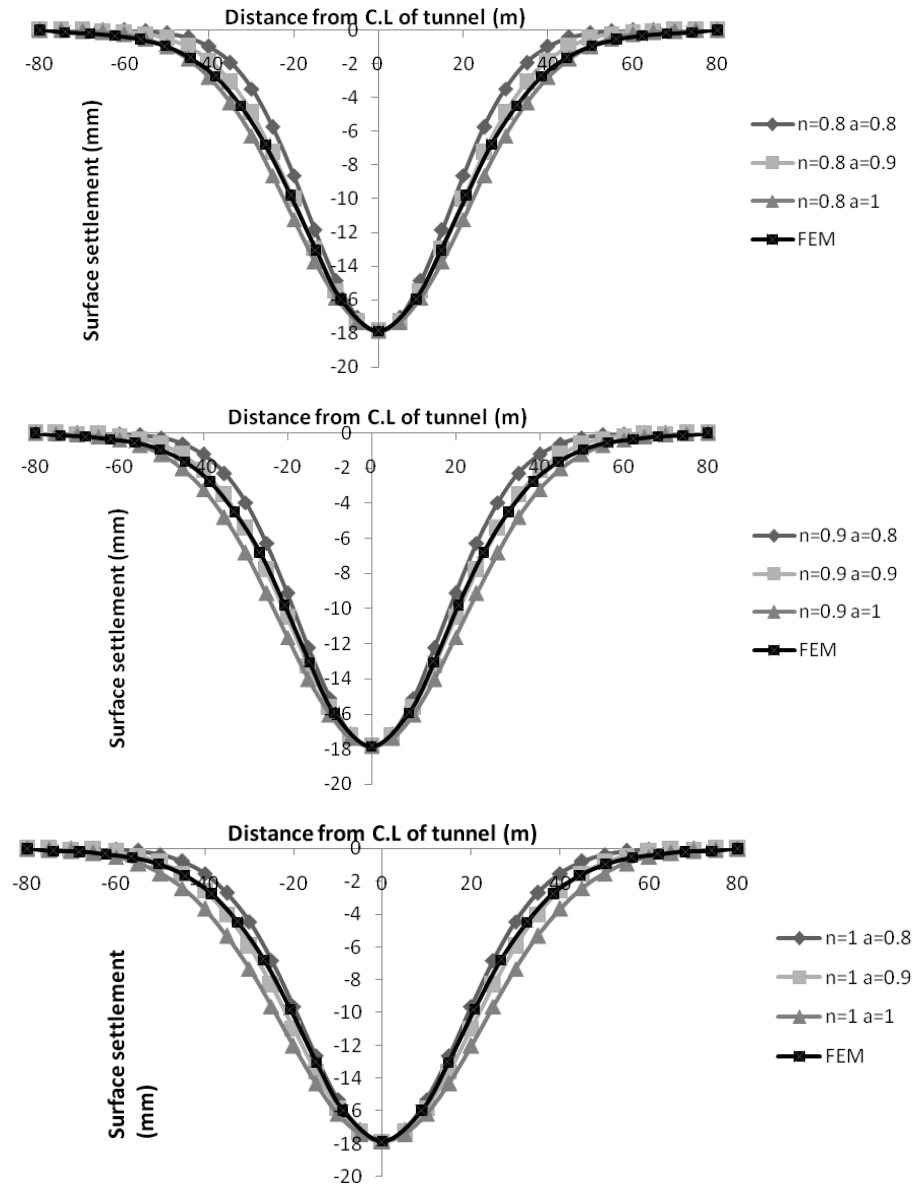 Distance from C.L of tunnel (m)
0
-80 -60 -40 -20 0 20 40 60 80
-2
-4
-6
-8
-10
-12
-14
-16
-18
-20
Surface settlement (mm)
n=0.8 a=0.8
n=0.8 a=0.9
n=0.8 a=1
FEM
Distance from C.L of tunnel (m)
0
-80 -60 -40 -20 0 20 40 60 80
-2
-4
-6
-8
-10
-12
-14
-16
-18
-20
Surface settlement (mm)
n=0.9 a=0.8
n=0.9 a=0.9
n=0.9 a=1
FEM
Distance from C.L of tunnel (m)
0
-80 -60 -40 -20 0 20 40 60 80
-2
-4
-6
-8
-10
-12
-14
-16
-18
-20
Surface settlement
(mm)
n=1 a=0.8
n=1 a=0.9
n=1 a=1
FEM